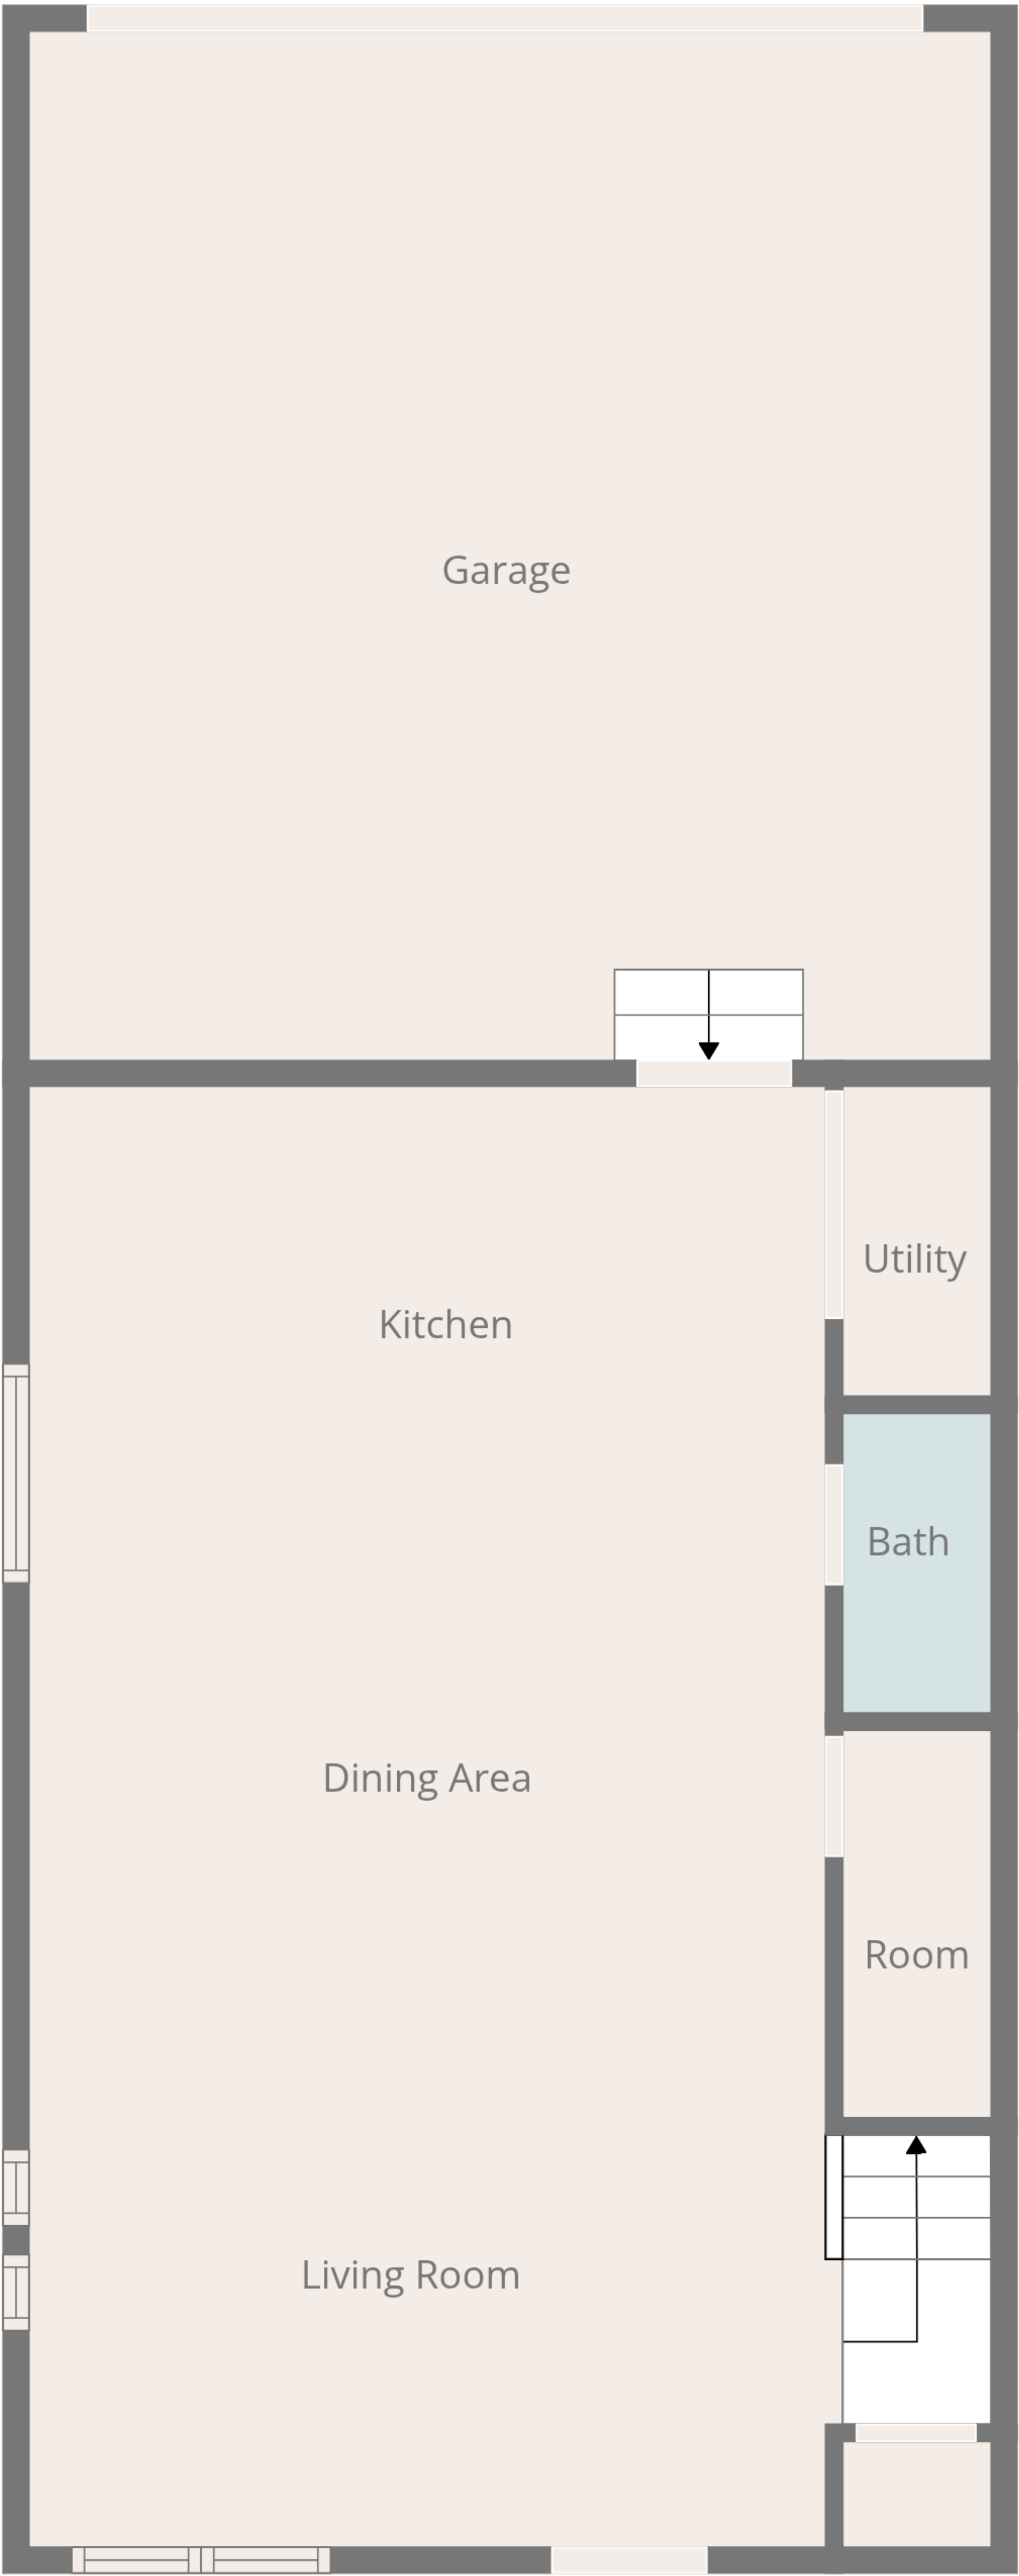 Garage
Utility
Kitchen
Bath
Dining Area
Room
Living Room